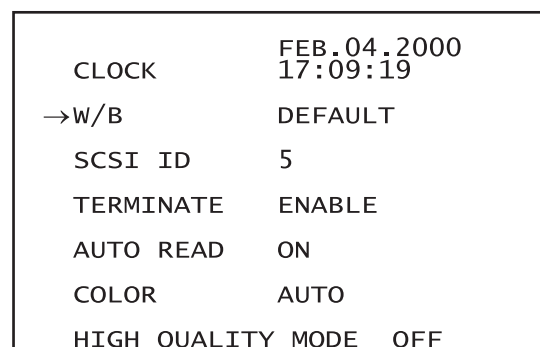 FEB.04.2000
CLOCK 17:09:19
→W/B DEFAULT
SCSI ID 5
TERMINATE ENABLE
AUTO READ ON
COLOR AUTO
HIGH QUALITY MODE OFF